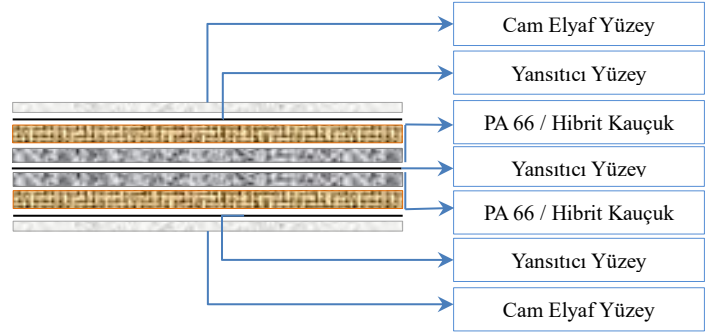 Cam Elyaf Yüzey
Yansıtıcı Yüzey
PA 66 / Hibrit Kauçuk
Yansıtıcı Yüzev
PA 66 / Hibrit Kauçuk
Yansıtıcı Yüzey
Cam Elyaf Yüzey